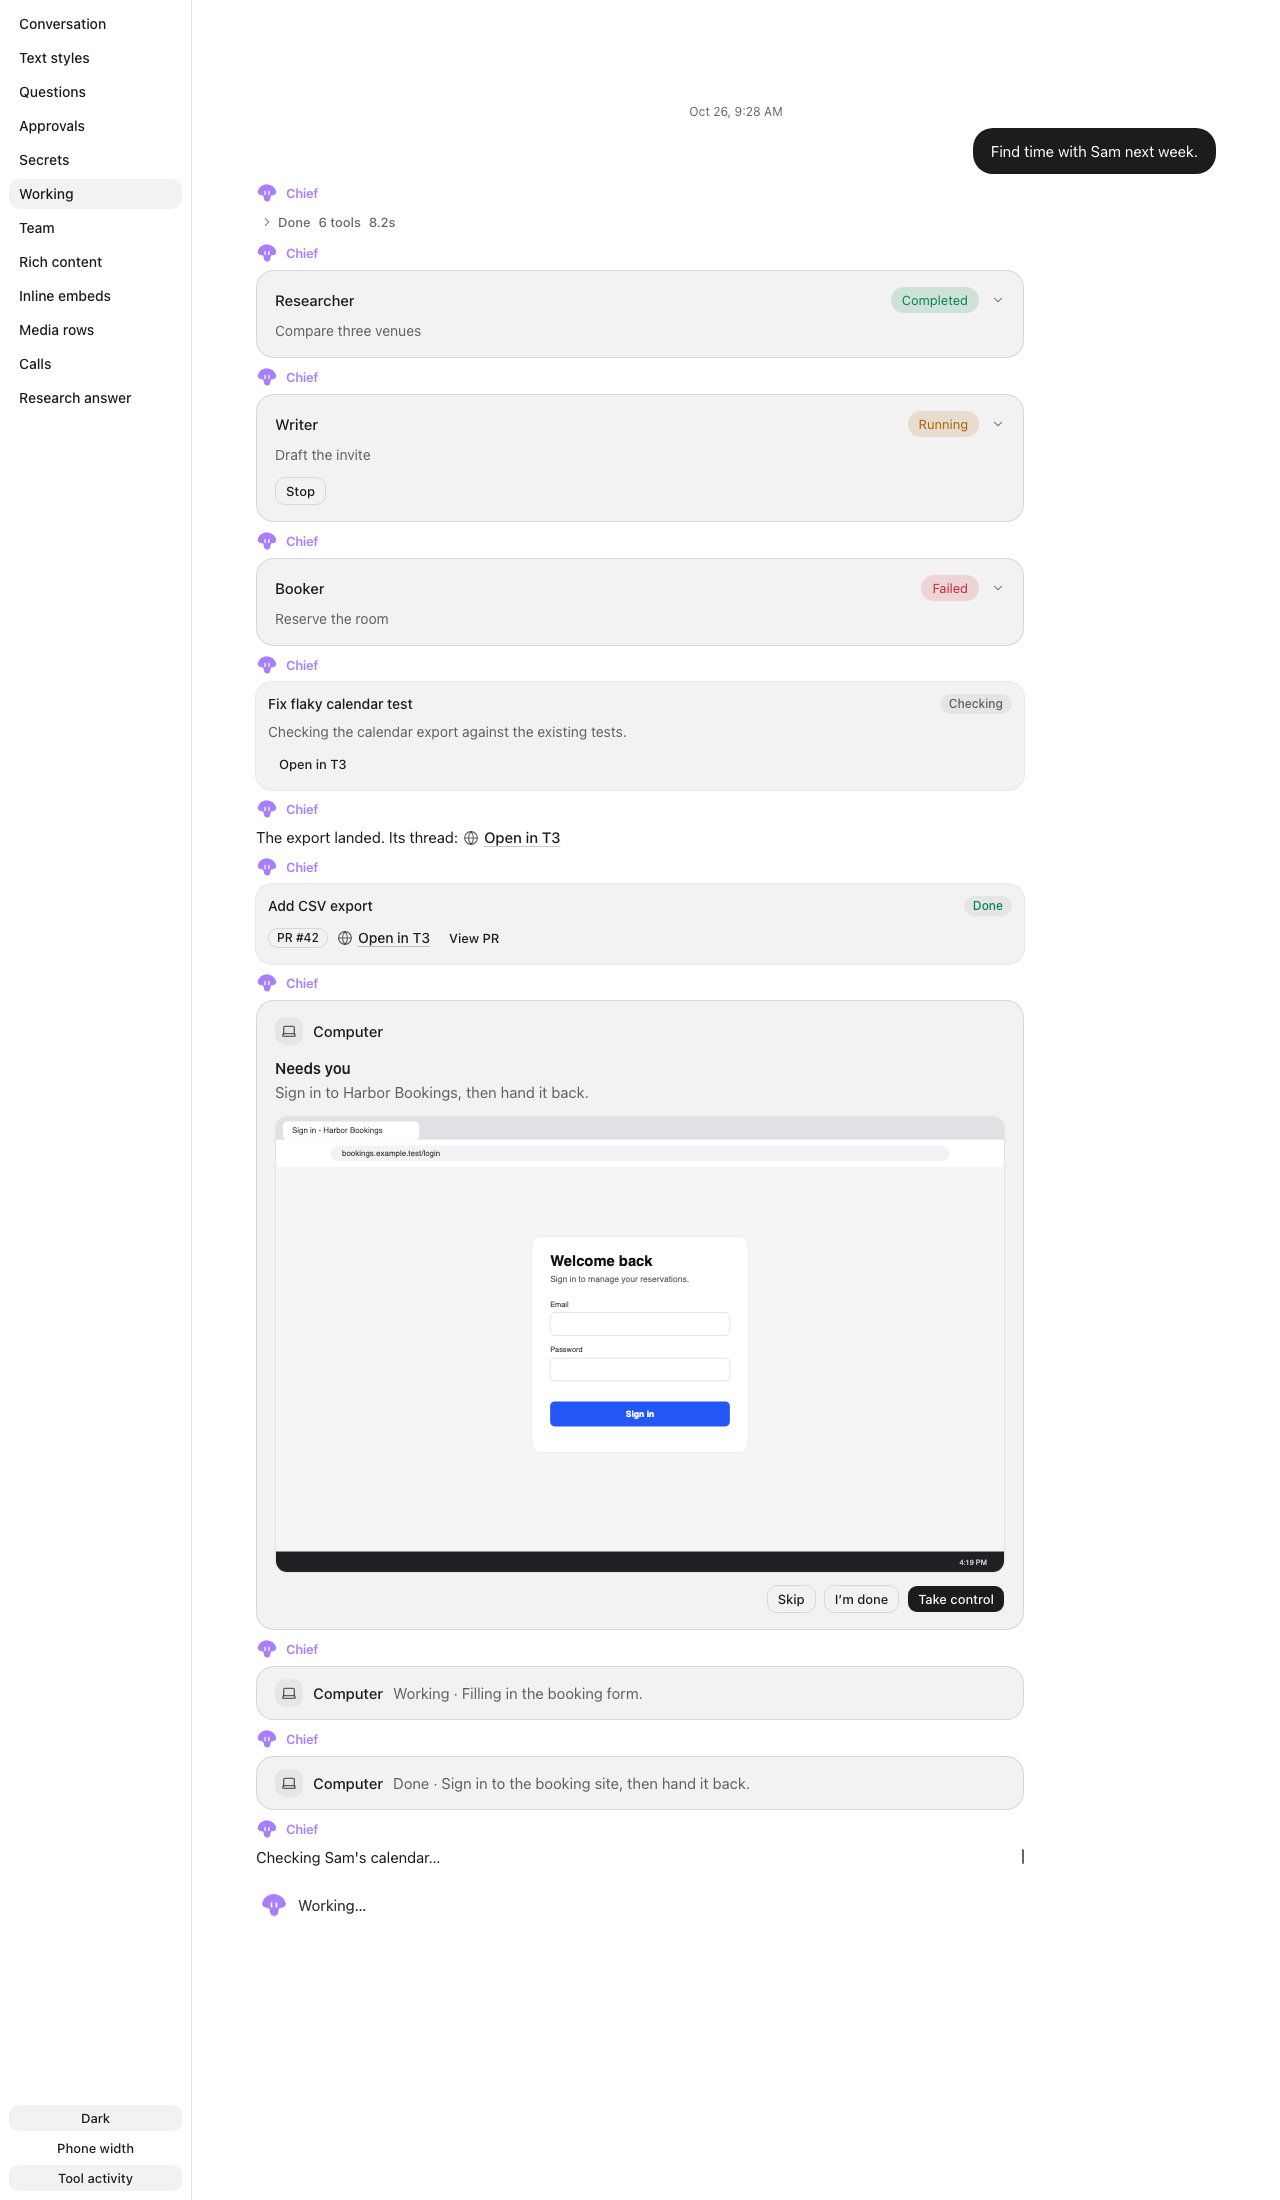 Conversation
Text styles
Questions
Approvals
Secrets
Working
Team
Rich content
Inline embeds
Media rows
Calls
Research answer
Oct 26, 9:28 AM
Find time with Sam next week.
Chief
Done 6 tools 8.2s
Chief
Researcher Completed
Compare three venues
Chief
Writer Running
Draft the invite
Stop
Chief
Booker Failed
Reserve the room
Chief
Fix flaky calendar test Checking
Checking the calendar export against the existing tests.
Open in T3
Chief
The export landed. Its thread: Open in T3
Chief
Add CSV export Done
PR #42 Open in T3 View PR
Chief
Computer
Needs you
Sign in to Harbor Bookings, then hand it back.
Sign in - Harbor Bookings
bookings.example.test/login
Welcome back
Sign in to manage your reservations.
Email
Password
Sign in
4:19 PM
Skip I'm done Take control
Chief
Computer Working · Filling in the booking form.
Chief
Computer Done · Sign in to the booking site, then hand it back.
Chief
Checking Sam's calendar...
Working...
Dark
Phone width
Tool activity